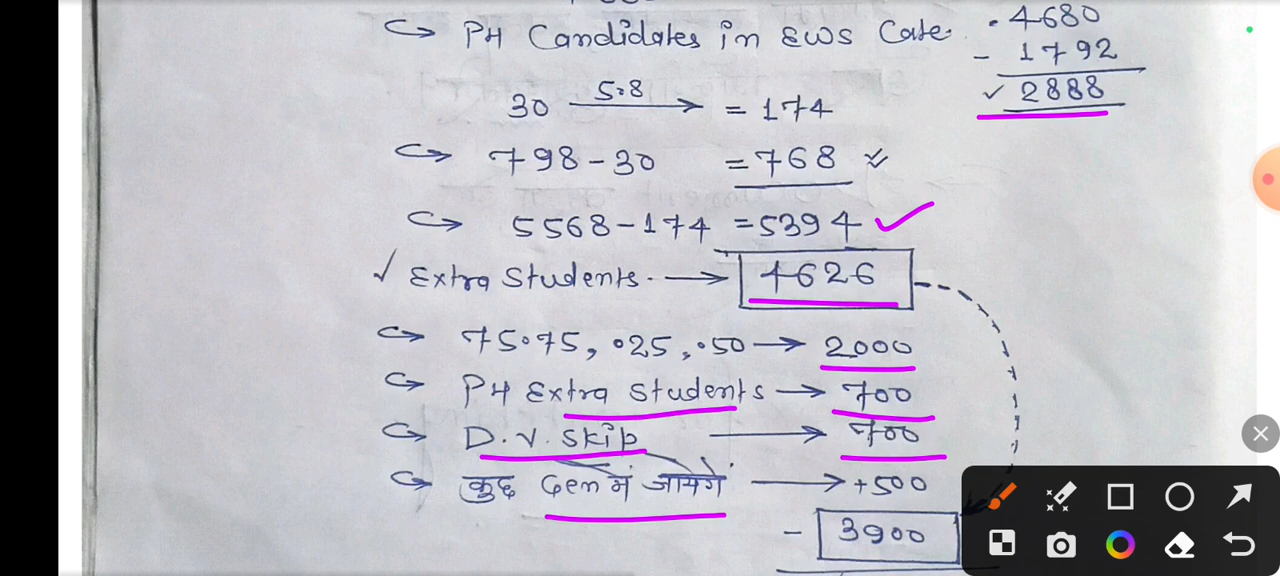 ↪ PH Candidates in EWS Cate.
30 —5.8→ = 174
↪ 798 - 30 = 768
↪ 5568 - 174 = 5394 ✓
✓ Extra Students. → 4626
↪ 75.75, .25, .50 → 2000
↪ PH Extra Students → 700
↪ D.V. Skip → 700
↪ कुछ Gen में जायेगें → +500
- 3900
. 4680
- 1792
✓ 2888